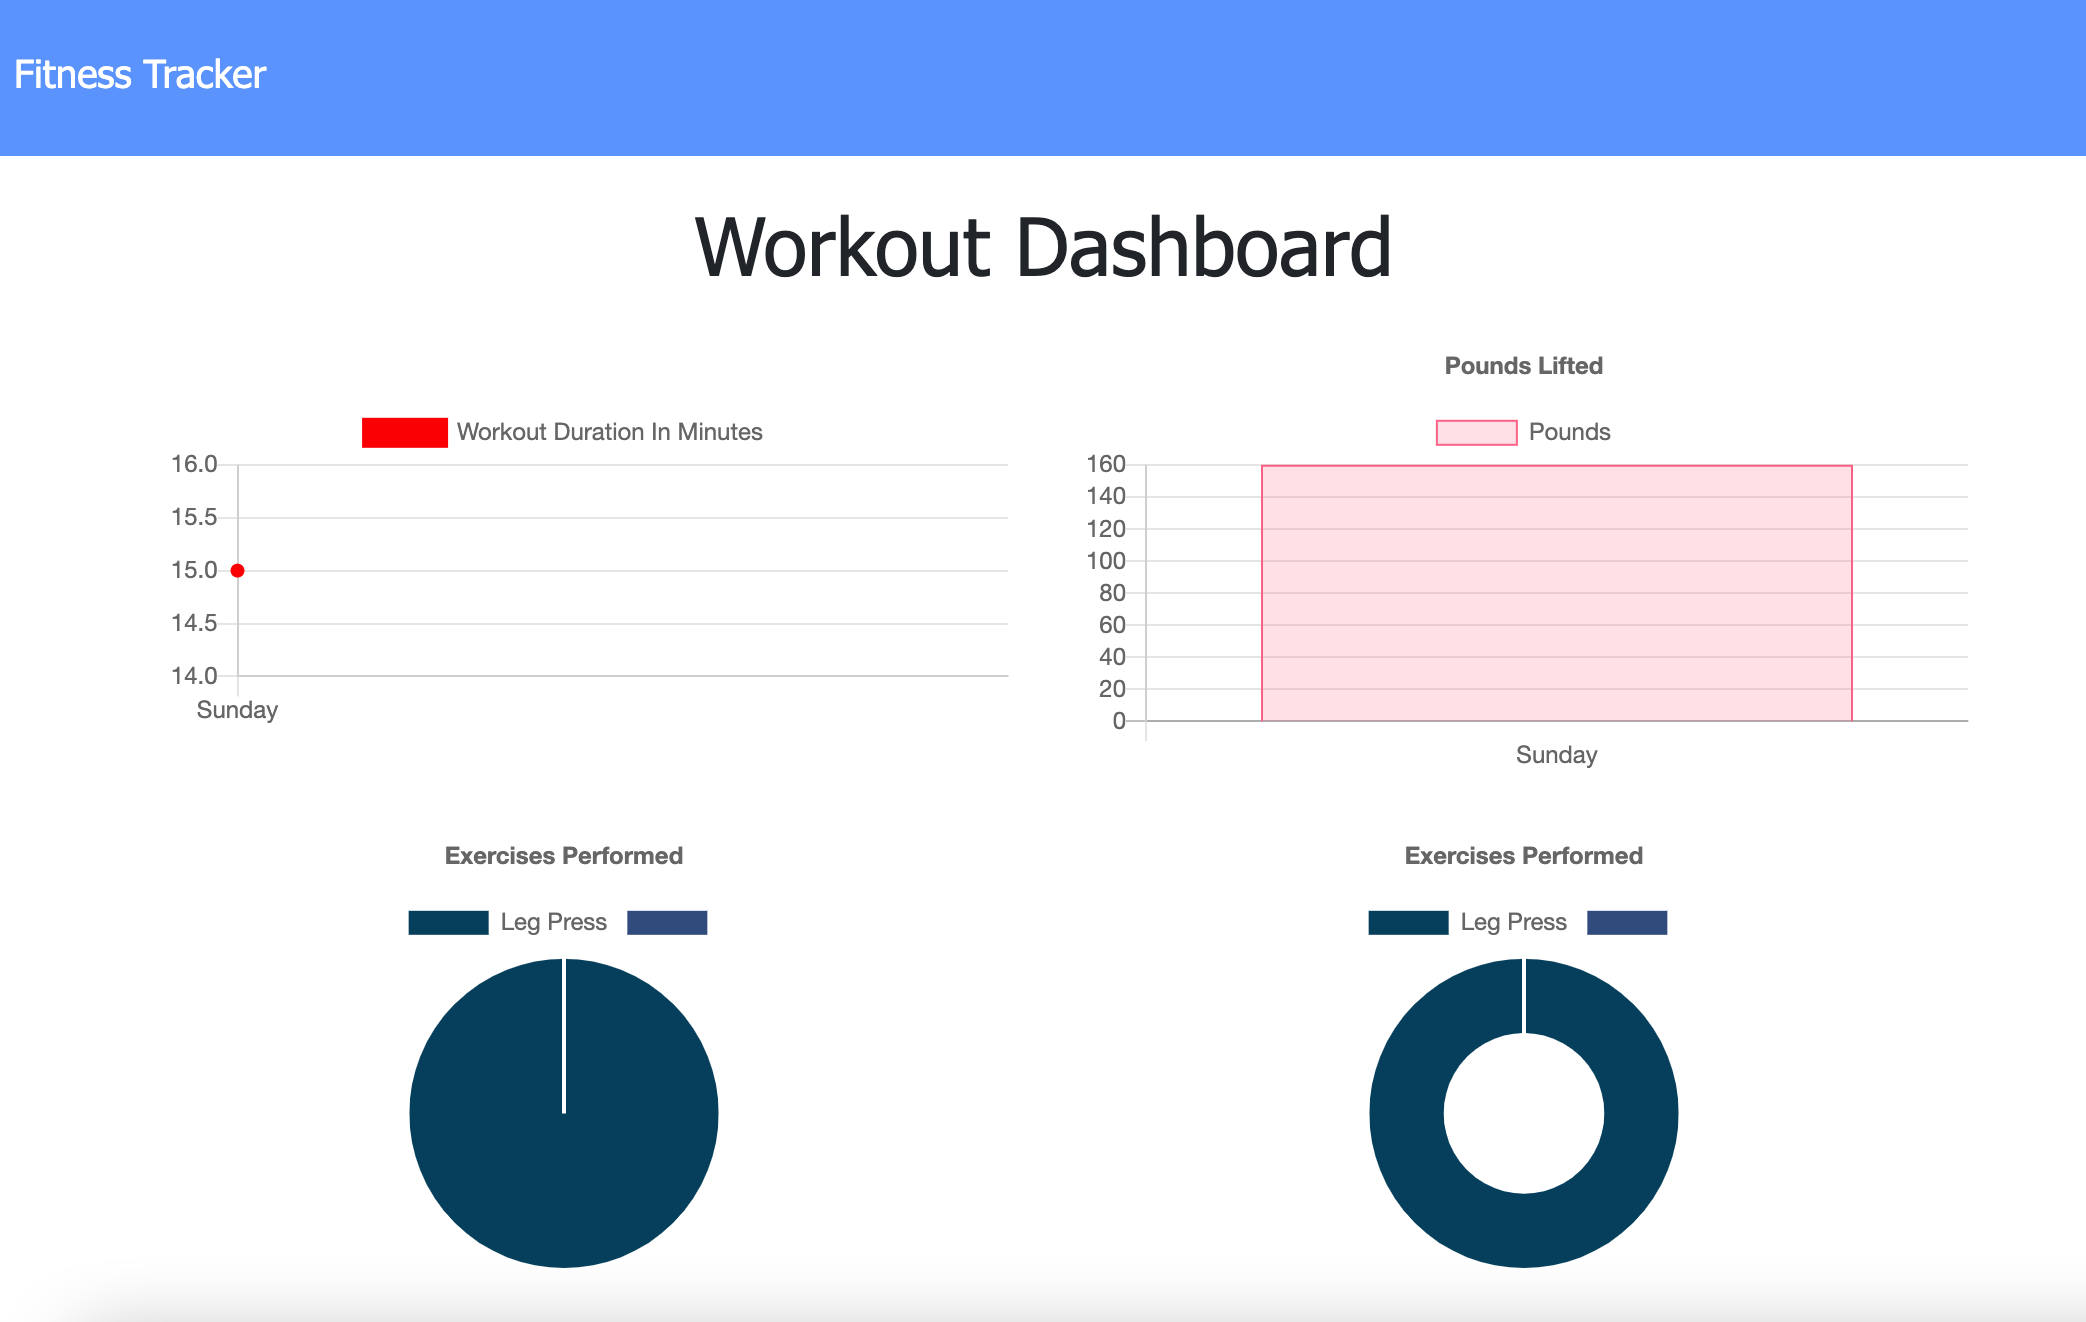 Fitness Tracker
Workout Dashboard
Workout Duration In Minutes
16.0
15.5
15.0
14.5
14.0
Sunday
Pounds Lifted
Pounds
160
140
120
100
80
60
40
20
0
Sunday
Exercises Performed
Leg Press
Exercises Performed
Leg Press